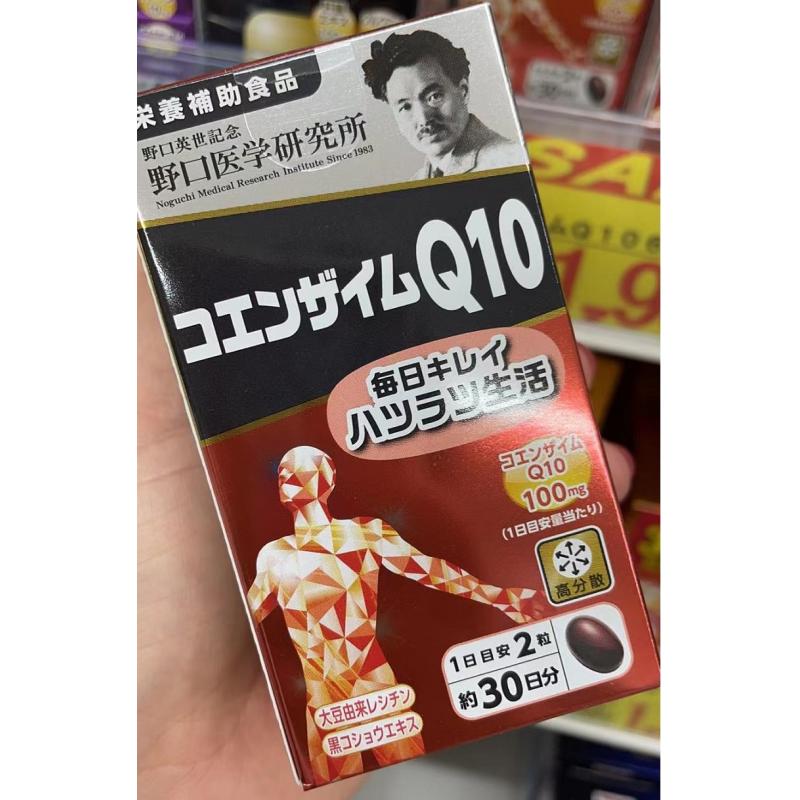 栄養補助食品
野口英世記念
野口医学研究所
Noguchi Medical Research Institute Since 1983
コエンザイムQ10
毎日キレイ
ハツラツ生活
コエンザイム
Q10
100mg
(1日目安量当たり)
高分散
1日目安2粒
約30日分
大豆由来レシチン
黒コショウエキス